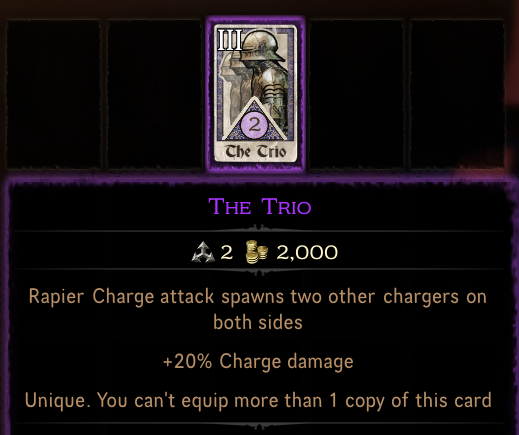 III
2
The Trio
The Trio
2 2,000
Rapier Charge attack spawns two other chargers on
both sides
+20% Charge damage
Unique. You can't equip more than 1 copy of this card